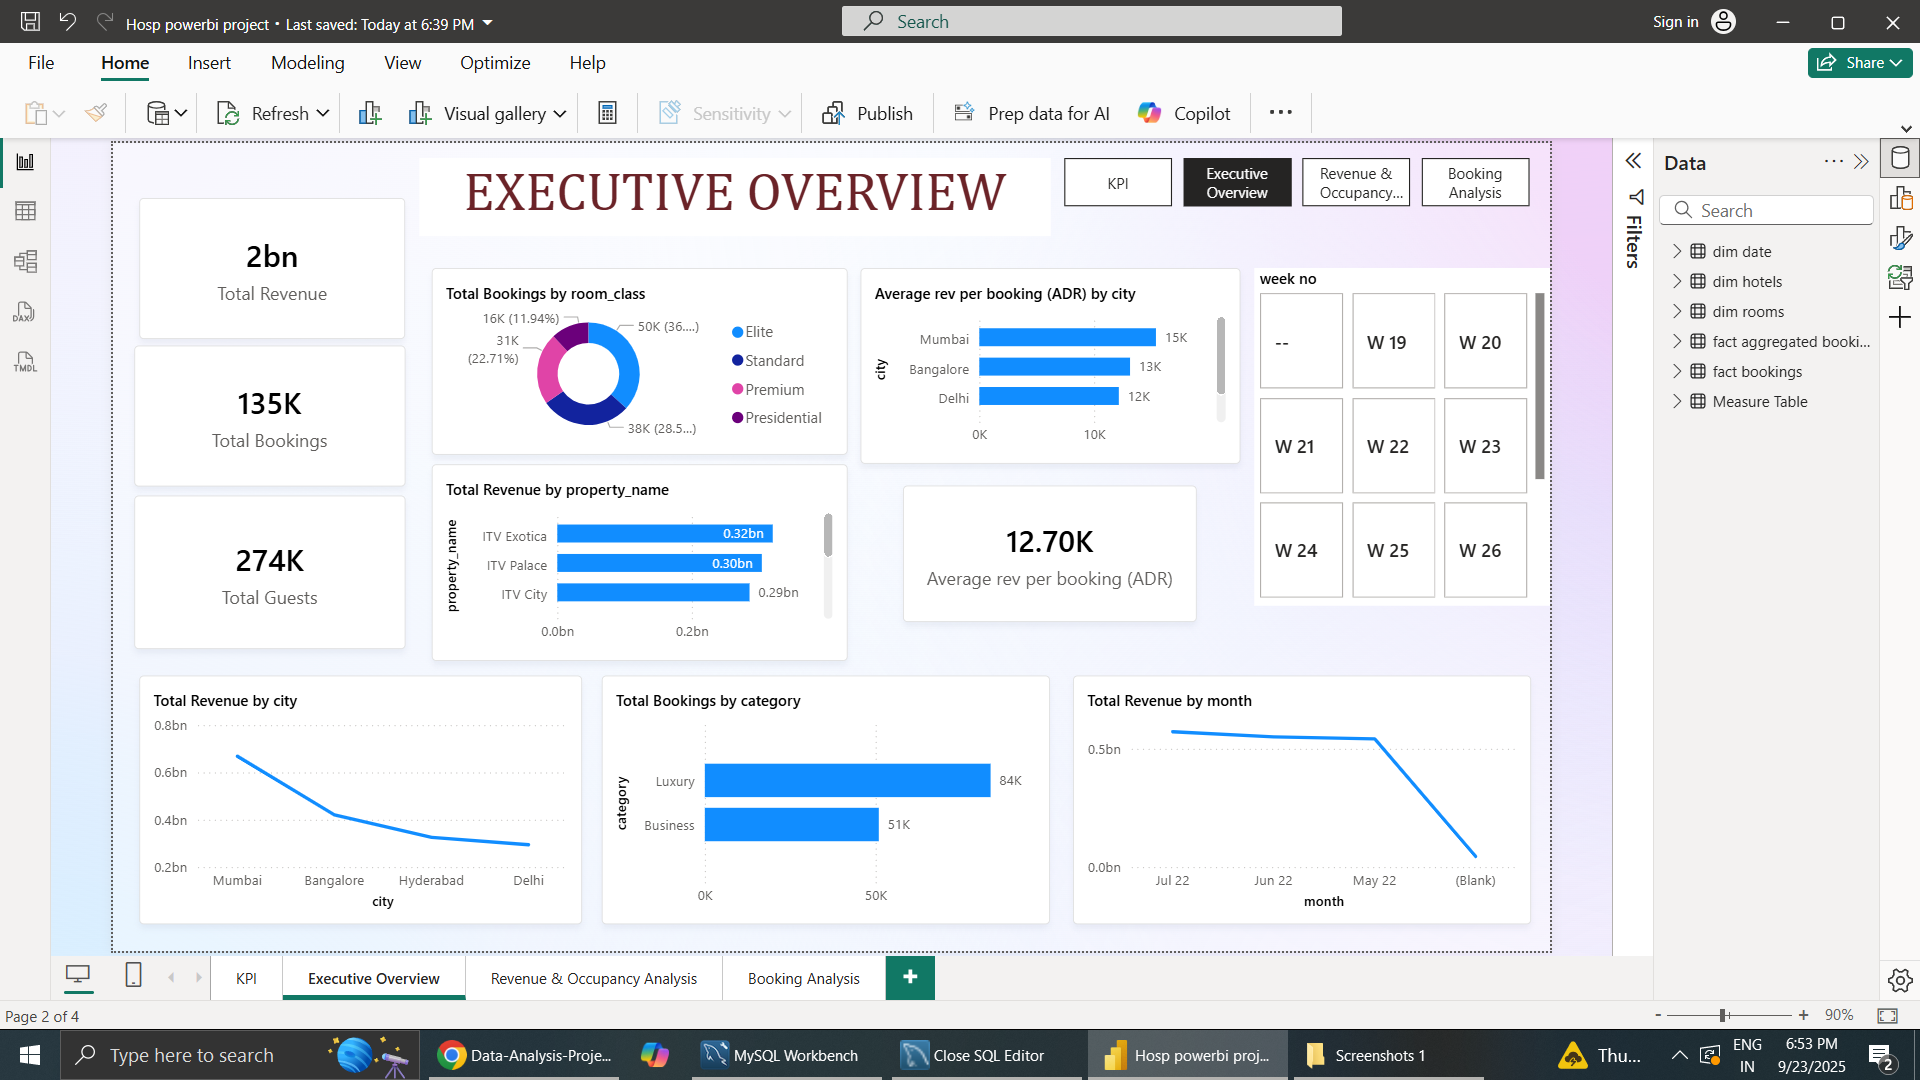 Hosp powerbi project • Last saved: Today at 6:39 PM
Search
Sign in
File
Home
Insert
Modeling
View
Optimize
Help
Share
Refresh
Visual gallery
Sensitivity
Publish
Prep data for AI
Copilot
EXECUTIVE OVERVIEW
KPI
Executive
Overview
Revenue &
Occupancy...
Booking
Analysis
2bn
Total Revenue
135K
Total Bookings
274K
Total Guests
Total Bookings by room_class
16K (11.94%)
31K
(22.71%)
50K (36....)
38K (28.5...)
Elite
Standard
Premium
Presidential
Average rev per booking (ADR) by city
city
Mumbai
15K
Bangalore
13K
Delhi
12K
0K
10K
week no
--
W 19
W 20
W 21
W 22
W 23
W 24
W 25
W 26
Total Revenue by property_name
property_name
ITV Exotica
0.32bn
ITV Palace
0.30bn
ITV City
0.29bn
0.0bn
0.2bn
12.70K
Average rev per booking (ADR)
Total Revenue by city
0.8bn
0.6bn
0.4bn
0.2bn
Mumbai
Bangalore
Hyderabad
Delhi
city
Total Bookings by category
category
Luxury
84K
Business
51K
0K
50K
Total Revenue by month
0.5bn
0.0bn
Jul 22
Jun 22
May 22
(Blank)
month
Filters
Data
Search
dim date
dim hotels
dim rooms
fact aggregated booki...
fact bookings
Measure Table
DAX
TMDL
KPI
Executive Overview
Revenue & Occupancy Analysis
Booking Analysis
+
Page 2 of 4
- + 90%
Type here to search
Data-Analysis-Proje...
MySQL Workbench
Close SQL Editor
Hosp powerbi proj...
Screenshots 1
Thu...
ENG
IN
6:53 PM
9/23/2025
2